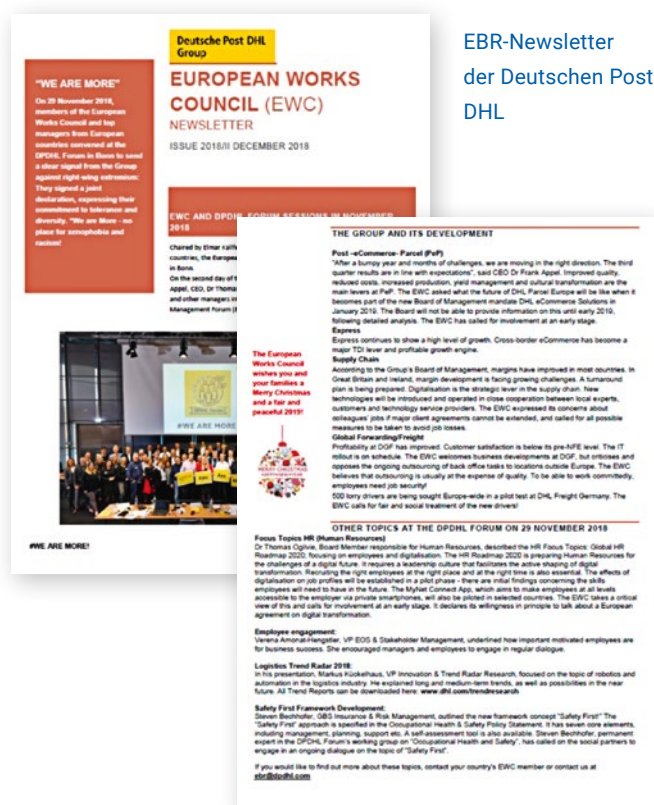 EBR-Newsletter
der Deutschen Post
DHL
Deutsche Post DHL
Group
EUROPEAN WORKS
COUNCIL (EWC)
NEWSLETTER
ISSUE 2018/II DECEMBER 2018
"WE ARE MORE"
On 29 November 2018,
members of the European
Works Council and top
managers from European
countries convened at the
DPDHL Forum in Bonn to send
a clear signal from the Group
against right-wing extremism:
They signed a joint
declaration, expressing their
commitment to tolerance and
diversity. "We are More - no
place for xenophobia and
racism!
EWC AND DPDHL FORUM SESSIONS IN NOVEMBER
2018
Chaired by Elmar
countries, the Europe
in Bonn.
On the second day of t
Appel, CEO, Dr Thoma
and other managers in
Management Forum
#WE ARE MORE
#WE ARE MORE!
THE GROUP AND ITS DEVELOPMENT
Post -eCommerce- Parcel (PeP)
"After a bumpy year and months of challenges, we are moving in the right direction. The third
quarter results are in line with expectations", said CEO Dr Frank Appel. Improved quality,
reduced costs, increased production, yield management and cultural transformation are the
main levers at PeP. The EWC asked what the future of DHL Parcel Europe will be like when it
becomes part of the new Board of Management mandate DHL eCommerce Solutions in
January 2019. The Board will not be able to provide information on this until early 2019,
following detailed analysis. The EWC has called for involvement at an early stage.
Express
Express continues to show a high level of growth. Cross-border eCommerce has become a
major TDI lever and profitable growth engine.
Supply Chain
According to the Group's Board of Management, margins have improved in most countries. In
Great Britain and Ireland, margin development is facing growing challenges. A turnaround
plan is being prepared. Digitalisation is the strategic lever in the supply chain. New
technologies will be introduced and operated in close cooperation between local experts,
customers and technology service providers. The EWC expressed its concerns about
colleagues' jobs if major client agreements cannot be extended, and called for all possible
measures to be taken to avoid job losses.
Global Forwarding/Freight
Profitability at DGF has improved. Customer satisfaction is below its pre-NFE level. The IT
rollout is on schedule. The EWC welcomes business developments at DGF, but criticises and
opposes the ongoing outsourcing of back office tasks to locations outside Europe. The EWC
believes that outsourcing is usually at the expense of quality. To be able to work committedly,
employees need job security!
500 lorry drivers are being sought Europe-wide in a pilot test at DHL Freight Germany. The
EWC calls for fair and social treatment of the new drivers!
The European
Works Council
wishes you and
your families a
Merry Christmas
and a fair and
peaceful 2019!
MERRY CHRISTMAS
OTHER TOPICS AT THE DPDHL FORUM ON 29 NOVEMBER 2018
Focus Topics HR (Human Resources)
Dr Thomas Ogilvie, Board Member responsible for Human Resources, described the HR Focus Topics: Global HR
Roadmap 2020; focusing on employees and digitalisation. The HR Roadmap 2020 is preparing Human Resources for
the challenges of a digital future. It requires a leadership culture that facilitates the active shaping of digital
transformation. Recruiting the right employees at the right place and at the right time is also essential. The effects of
digitalisation on job profiles will be established in a pilot phase - there are initial findings concerning the skills
employees will need to have in the future. The MyNet Connect App, which aims to make employees at all levels
accessible to the employer via private smartphones, will also be piloted in selected countries. The EWC takes a critical
view of this and calls for involvement at an early stage. It declares its willingness in principle to talk about a European
agreement on digital transformation.
Employee engagement:
Verena Amonat-Hengstler, VP EOS & Stakeholder Management, underlined how important motivated employees are
for business success. She encouraged managers and employees to engage in regular dialogue.
Logistics Trend Radar 2018:
In his presentation, Markus Kückelhaus, VP Innovation & Trend Radar Research, focused on the topic of robotics and
automation in the logistics industry. He explained long and medium-term trends, as well as possibilities in the near
future. All Trend Reports can be downloaded here: www.dhl.com/trendresearch
Safety First Framework Development:
Steven Bechhofer, GBS Insurance & Risk Management, outlined the new framework concept "Safety First!" The
"Safety First" approach is specified in the Occupational Health & Safety Policy Statement. It has seven core elements,
including management, planning, support etc. A self-assessment tool is also available. Steven Bechhofer, permanent
expert in the DPDHL Forum's working group on "Occupational Health and Safety", has called on the social partners to
engage in an ongoing dialogue on the topic of "Safety First".
If you would like to find out more about these topics, contact your country's EWC member or contact us at
ebr@dpdhl.com